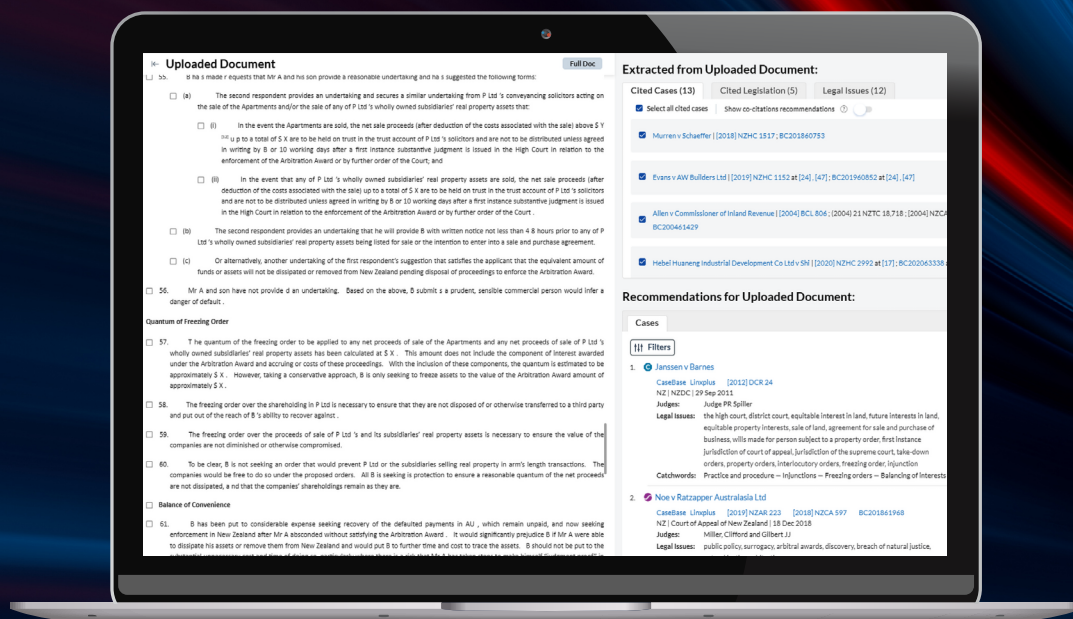 Uploaded Document
Full Doc
55. B ha s made r equests that Mr A and his son provide a reasonable undertaking and ha s suggested the following forms:
(a) The second respondent provides an undertaking and secures a similar undertaking from P Ltd 's conveyancing solicitors acting on
the sale of the Apartments and/or the sale of any of P Ltd 's wholly owned subsidiaries' real property assets that:
(i) In the event the Apartments are sold, the net sale proceeds (after deduction of the costs associated with the sale) above $ Y
u p to a total of $ X are to be held on trust in the trust account of P Ltd 's solicitors and are not to be distributed unless agreed
in writing by B or 10 working days after a first instance substantive judgment is issued in the High Court in relation to the
enforcement of the Arbitration Award or by further order of the Court; and
(ii) In the event that any of P Ltd 's wholly owned subsidiaries' real property assets are sold, the net sale proceeds (after
deduction of the costs associated with the sale) up to a total of $ X are to be held on trust in the trust account of P Ltd 's solicitors
and are not to be distributed unless agreed in writing by B or 10 working days after a first instance substantive judgment is issued
in the High Court in relation to the enforcement of the Arbitration Award or by further order of the Court .
(b) The second respondent provides an undertaking that he will provide B with written notice not less than 4 8 hours prior to any of P
Ltd 's wholly owned subsidiaries' real property assets being listed for sale or the intention to enter into a sale and purchase agreement.
(c) Or alternatively, another undertaking of the first respondent's suggestion that satisfies the applicant that the equivalent amount of
funds or assets will not be dissipated or removed from New Zealand pending disposal of proceedings to enforce the Arbitration Award.
56. Mr A and son have not provide d an undertaking. Based on the above, B submit s a prudent, sensible commercial person would infer a
danger of default .
Quantum of Freezing Order
57. T he quantum of the freezing order to be applied to any net proceeds of sale of the Apartments and any net proceeds of sale of P Ltd 's
wholly owned subsidiaries' real property assets has been calculated at $ X . This amount does not include the component of interest awarded
under the Arbitration Award and accruing or costs of these proceedings. With the inclusion of these components, the quantum is estimated to be
approximately $ X . However, taking a conservative approach, B is only seeking to freeze assets to the value of the Arbitration Award amount of
approximately $ X .
58. The freezing order over the shareholding in P Ltd is necessary to ensure that they are not disposed of or otherwise transferred to a third party
and put out of the reach of B 's ability to recover against .
59. The freezing order over the proceeds of sale of P Ltd 's and its subsidiaries' real property assets is necessary to ensure the value of the
companies are not diminished or otherwise compromised.
60. To be clear, B is not seeking an order that would prevent P Ltd or the subsidiaries selling real property in arm's length transactions. The
companies would be free to do so under the proposed orders. All B is seeking is protection to ensure a reasonable quantum of the net proceeds
are not dissipated, a nd that the companies' shareholdings remain as they are.
Balance of Convenience
61. B has been put to considerable expense seeking recovery of the defaulted payments in AU , which remain unpaid, and now seeking
enforcement in New Zealand after Mr A absconded without satisfying the Arbitration Award . It would significantly prejudice B if Mr A were able
to dissipate his assets or remove them from New Zealand and would put B to further time and cost to trace the assets. B should not be put to the
Extracted from Uploaded Document:
Cited Cases (13) Cited Legislation (5) Legal Issues (12)
Select all cited cases Show co-citations recommendations
Murren v Schaeffer | [2018] NZHC 1517 ; BC201860753
Evans v AW Builders Ltd | [2019] NZHC 1152 at [24] , [47] ; BC201960852 at [24] , [47]
Allen v Commissioner of Inland Revenue | [2004] BCL 806 ; (2004) 21 NZTC 18,718 ; [2004] NZCA
BC200461429
Hebei Huaneng Industrial Development Co Ltd v Shi | [2020] NZHC 2992 at [17] ; BC202063338
Recommendations for Uploaded Document:
Cases
Filters
1. C Janssen v Barnes
CaseBase Linxplus [2012] DCR 24
NZ | NZDC | 29 Sep 2011
Judges: Judge PR Spiller
Legal Issues: the high court, district court, equitable interest in land, future interests in land,
equitable property interests, sale of land, agreement for sale and purchase of
business, wills made for person subject to a property order, first instance
jurisdiction of court of appeal, jurisdiction of the supreme court, take-down
orders, property orders, interlocutory orders, freezing order, injunction
Catchwords: Practice and procedure — Injunctions — Freezing orders — Balancing of interests
2. Noe v Ratzapper Australasia Ltd
CaseBase Linxplus [2019] NZAR 223 [2018] NZCA 597 BC201861968
NZ | Court of Appeal of New Zealand | 18 Dec 2018
Judges: Miller, Clifford and Gilbert JJ
Legal Issues: public policy, surrogacy, arbitral awards, discovery, breach of natural justice,